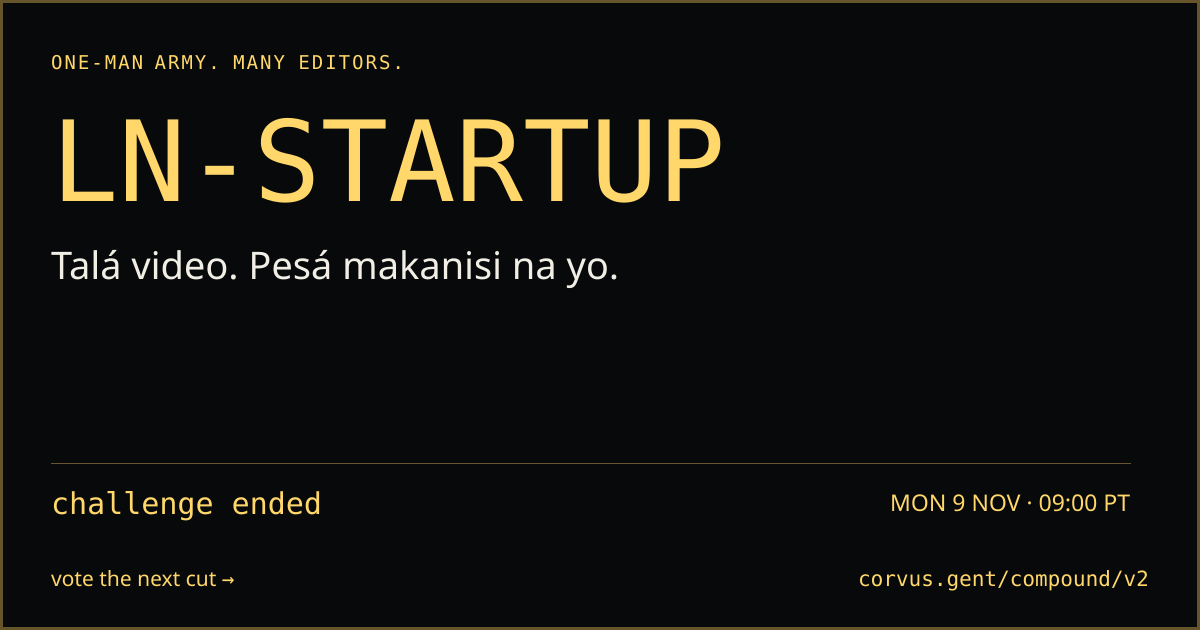 ONE-MAN ARMY. MANY EDITORS.
LN-STARTUP
Talá video. Pesá makanisi na yo.
challenge ended
MON 9 NOV · 09:00 PT
vote the next cut →
corvus.gent/compound/v2